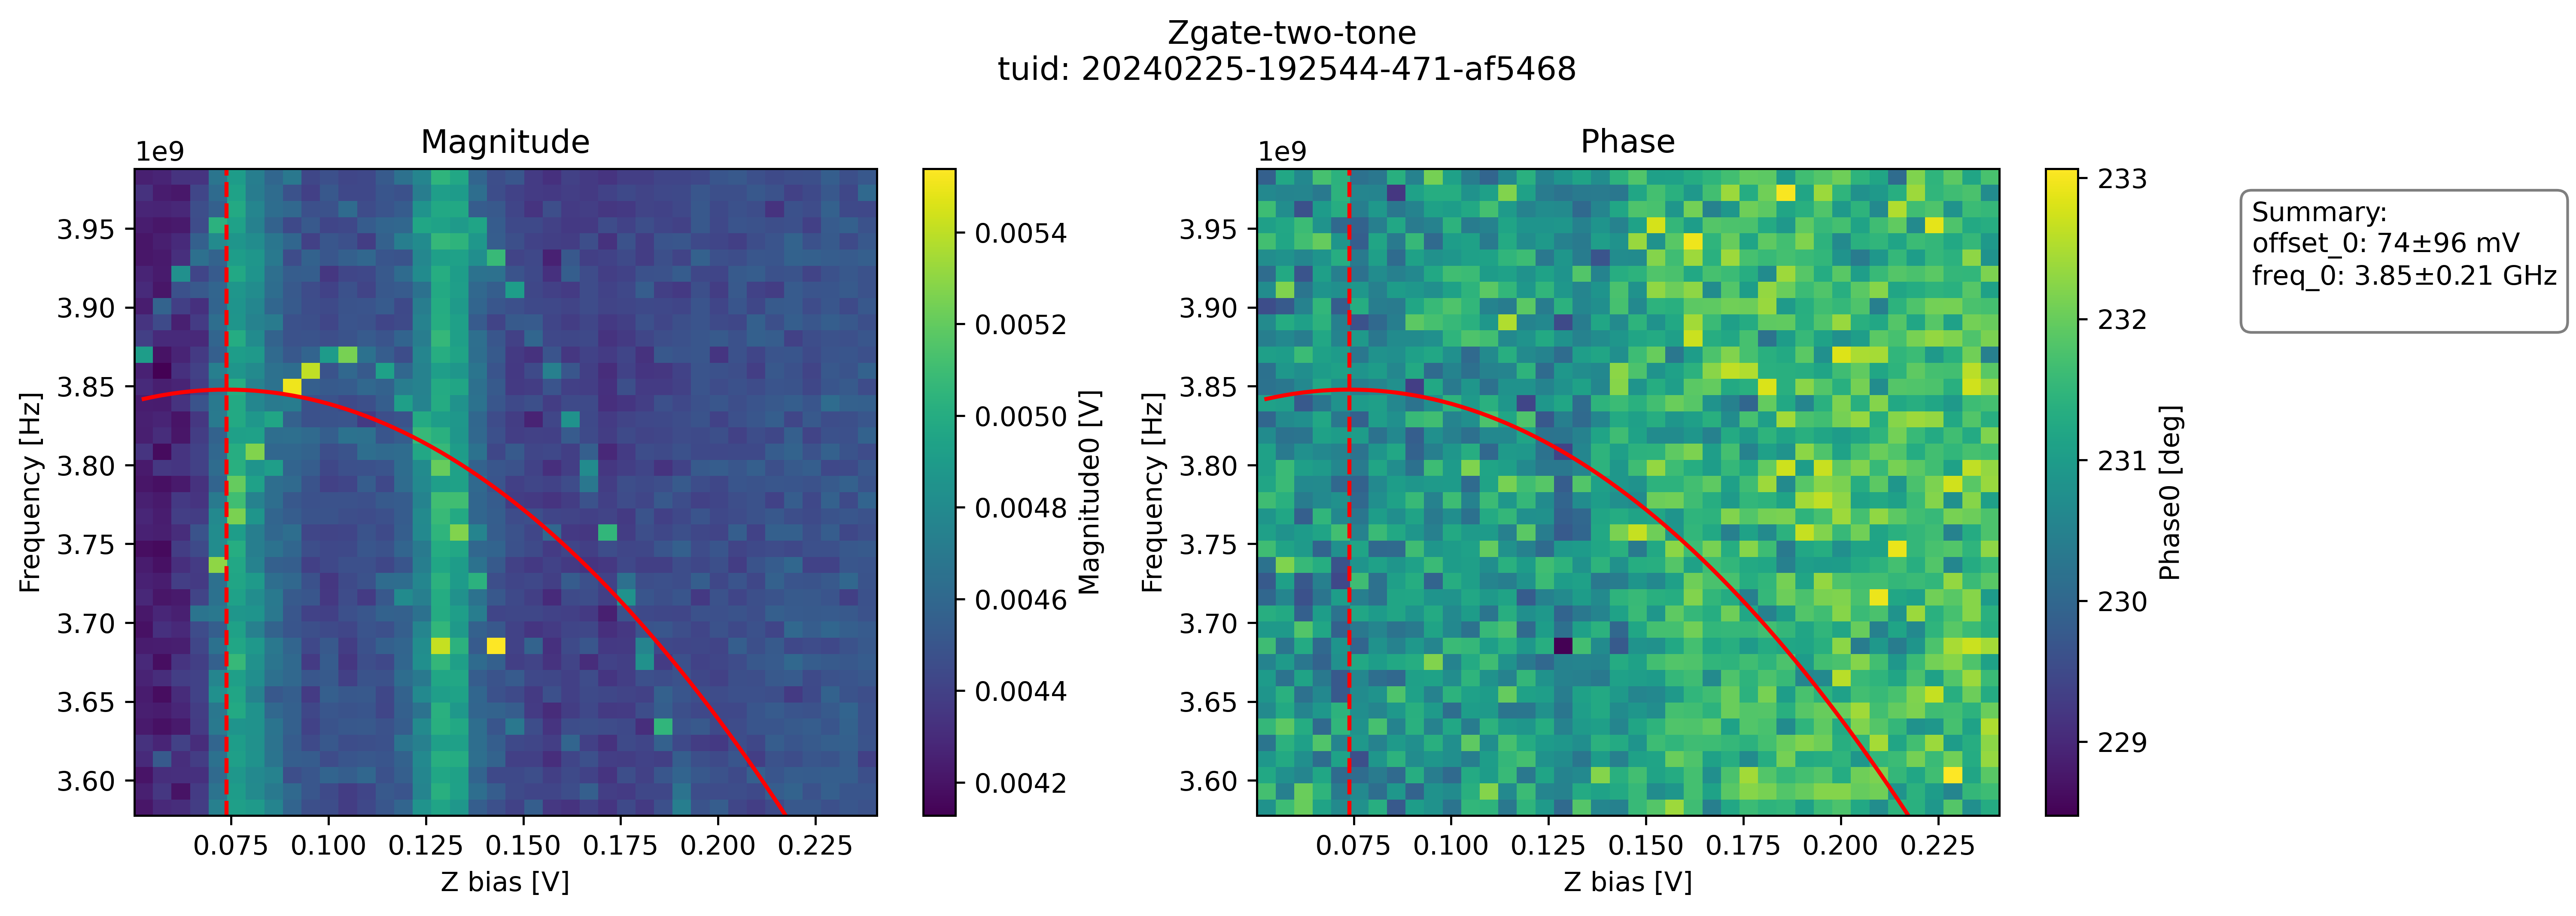 Zgate-two-tone
tuid: 20240225-192544-471-af5468
Magnitude
1e9
3.95
3.90
3.85
3.80
3.75
3.70
3.65
3.60
Frequency [Hz]
0.075 0.100 0.125 0.150 0.175 0.200 0.225
Z bias [V]
0.0054
0.0052
0.0050
0.0048
0.0046
0.0044
0.0042
Magnitude0 [V]
Phase
1e9
3.95
3.90
3.85
3.80
3.75
3.70
3.65
3.60
Frequency [Hz]
0.075 0.100 0.125 0.150 0.175 0.200 0.225
Z bias [V]
233
232
231
230
229
Phase0 [deg]
Summary:
offset_0: 74±96 mV
freq_0: 3.85±0.21 GHz